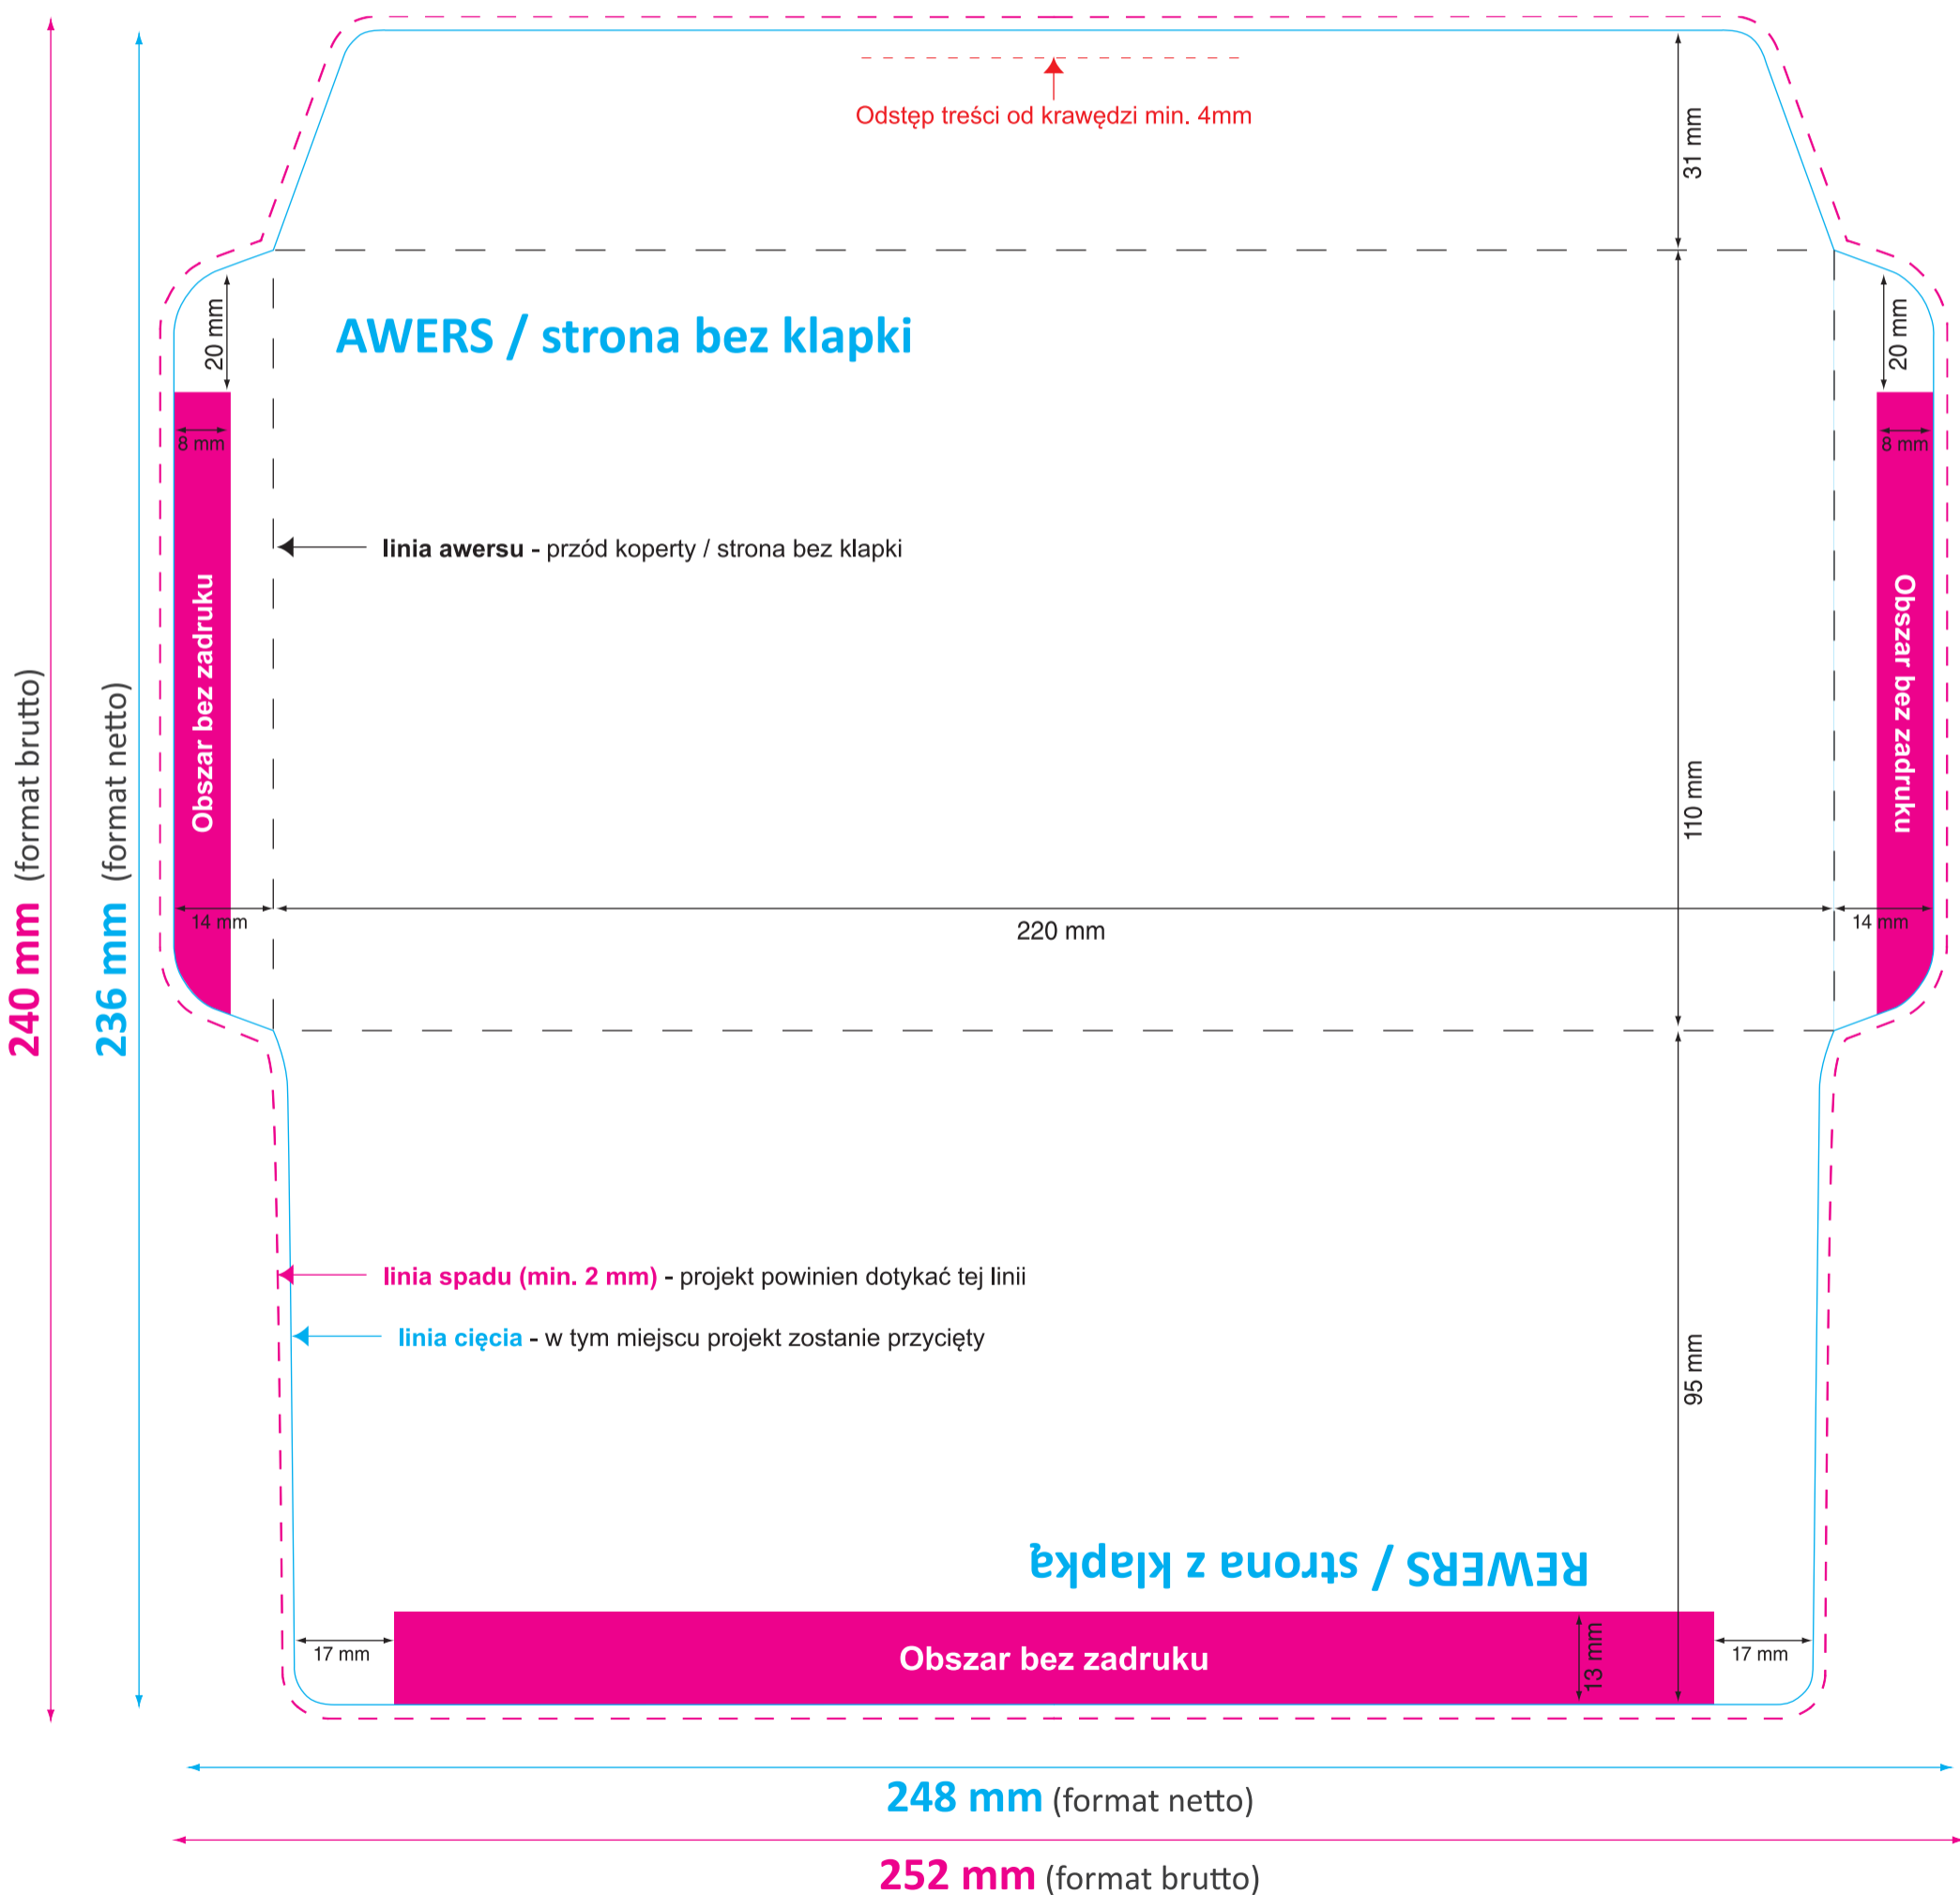 Odstęp treści od krawędzi min. 4mm
31 mm
20 mm
AWERS / strona bez klapki
20 mm
8 mm
8 mm
linia awersu - przód koperty / strona bez klapki
Obszar bez zadruku
Obszar bez zadruku
240 mm (format brutto)
236 mm (format netto)
110 mm
14 mm
220 mm
14 mm
linia spadu (min. 2 mm) - projekt powinien dotykać tej linii
linia cięcia - w tym miejscu projekt zostanie przycięty
95 mm
REWERS / strona z klapką
17 mm
Obszar bez zadruku
13 mm
17 mm
248 mm (format netto)
252 mm (format brutto)